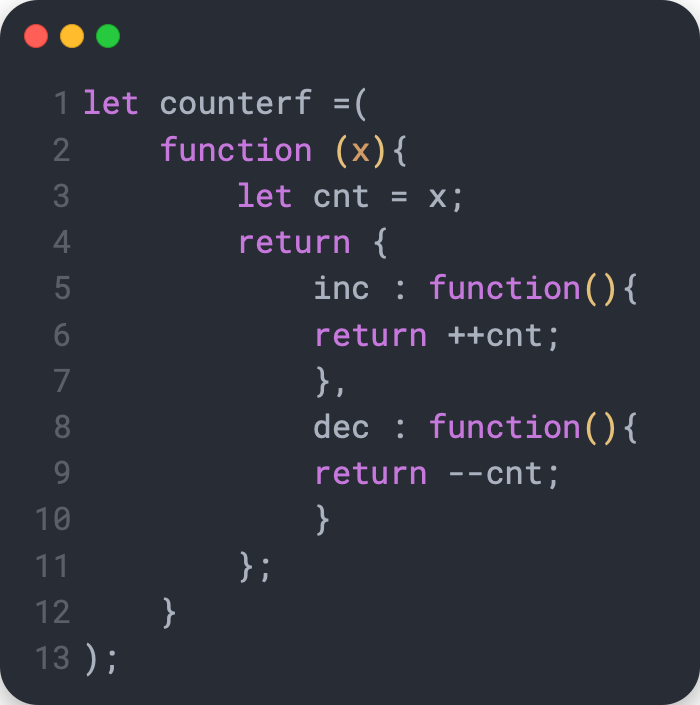 1 let counterf =(
2     function (x){
3         let cnt = x;
4         return {
5             inc : function(){
6             return ++cnt;
7             },
8             dec : function(){
9             return --cnt;
10             }
11         };
12     }
13 );